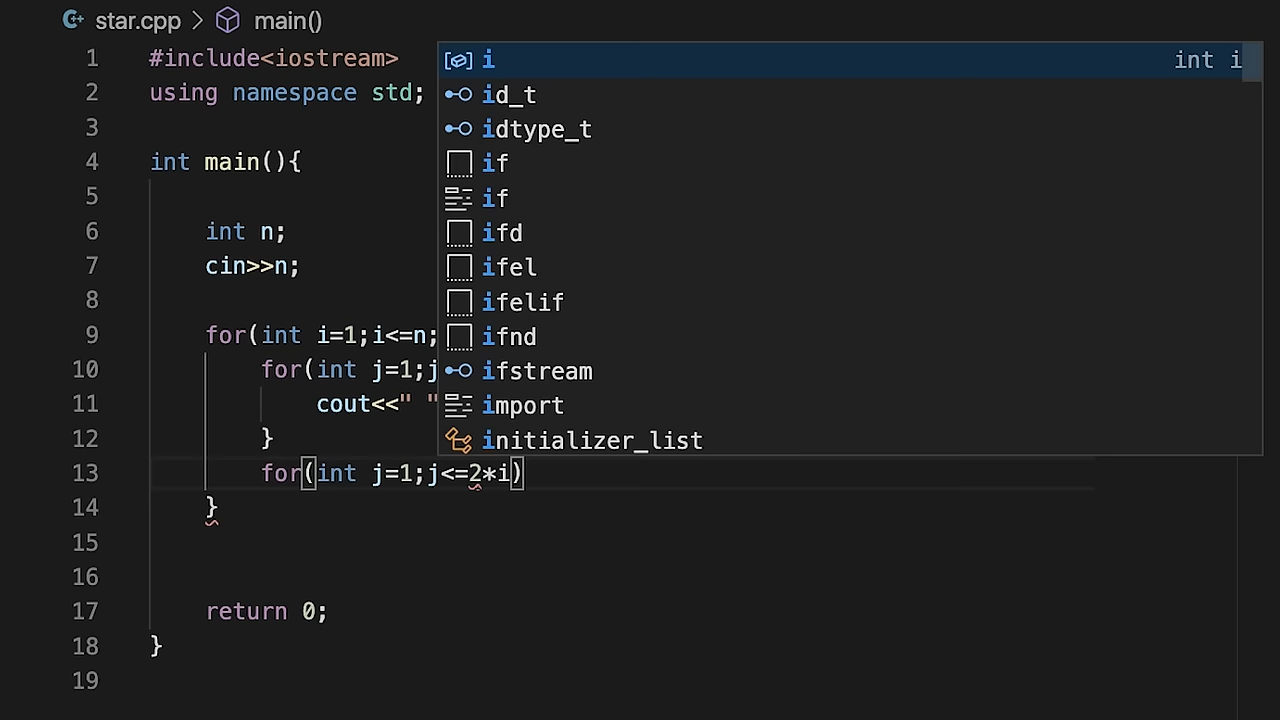 star.cpp > main()
1 #include<iostream>
2 using namespace std;
3
4 int main(){
5
6 int n;
7 cin>>n;
8
9 for(int i=1;i<=n;
10 for(int j=1;j
11 cout<<" "
12 }
13 for(int j=1;j<=2*i)
14 }
15
16
17 return 0;
18 }
19
i int i
id_t
idtype_t
if
if
ifd
ifel
ifelif
ifnd
ifstream
import
initializer_list